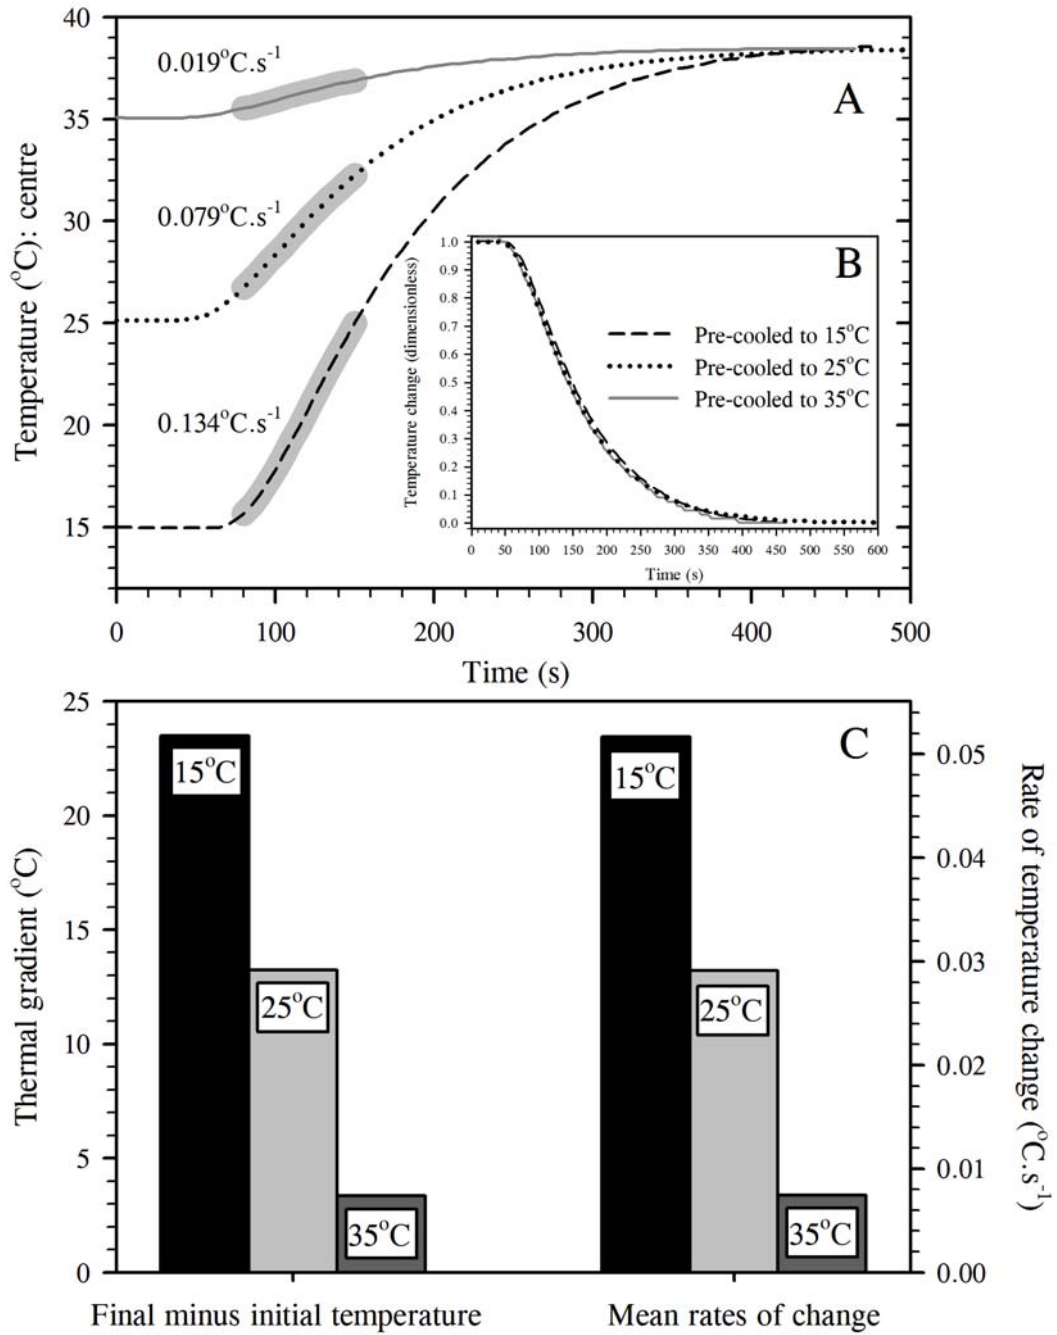 40
35
30
25
20
15
Temperature (°C): centre
0.019°C.s⁻¹
0.079°C.s⁻¹
0.134°C.s⁻¹
A
0
100
200
300
400
500
Time (s)
B
1.0
0.9
0.8
0.7
0.6
0.5
0.4
0.3
0.2
0.1
0.0
Temperature change (dimensionless)
Pre-cooled to 15°C
Pre-cooled to 25°C
Pre-cooled to 35°C
0
50
100
150
200
250
300
350
400
450
500
550
600
Time (s)
C
25
20
15
10
5
0
Thermal gradient (°C)
15°C
25°C
35°C
15°C
25°C
35°C
0.05
0.04
0.03
0.02
0.01
0.00
Rate of temperature change (°C.s⁻¹)
Final minus initial temperature
Mean rates of change